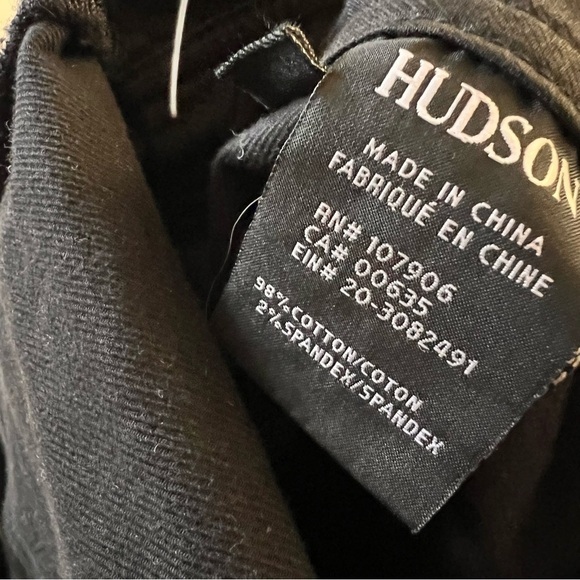 HUDSON
MADE IN CHINA
FABRIQUÉ EN CHINE
RN# 107906
CA# 00635
EIN# 20-3082491
98%COTTON/COTON
2%SPANDEX/SPANDEX